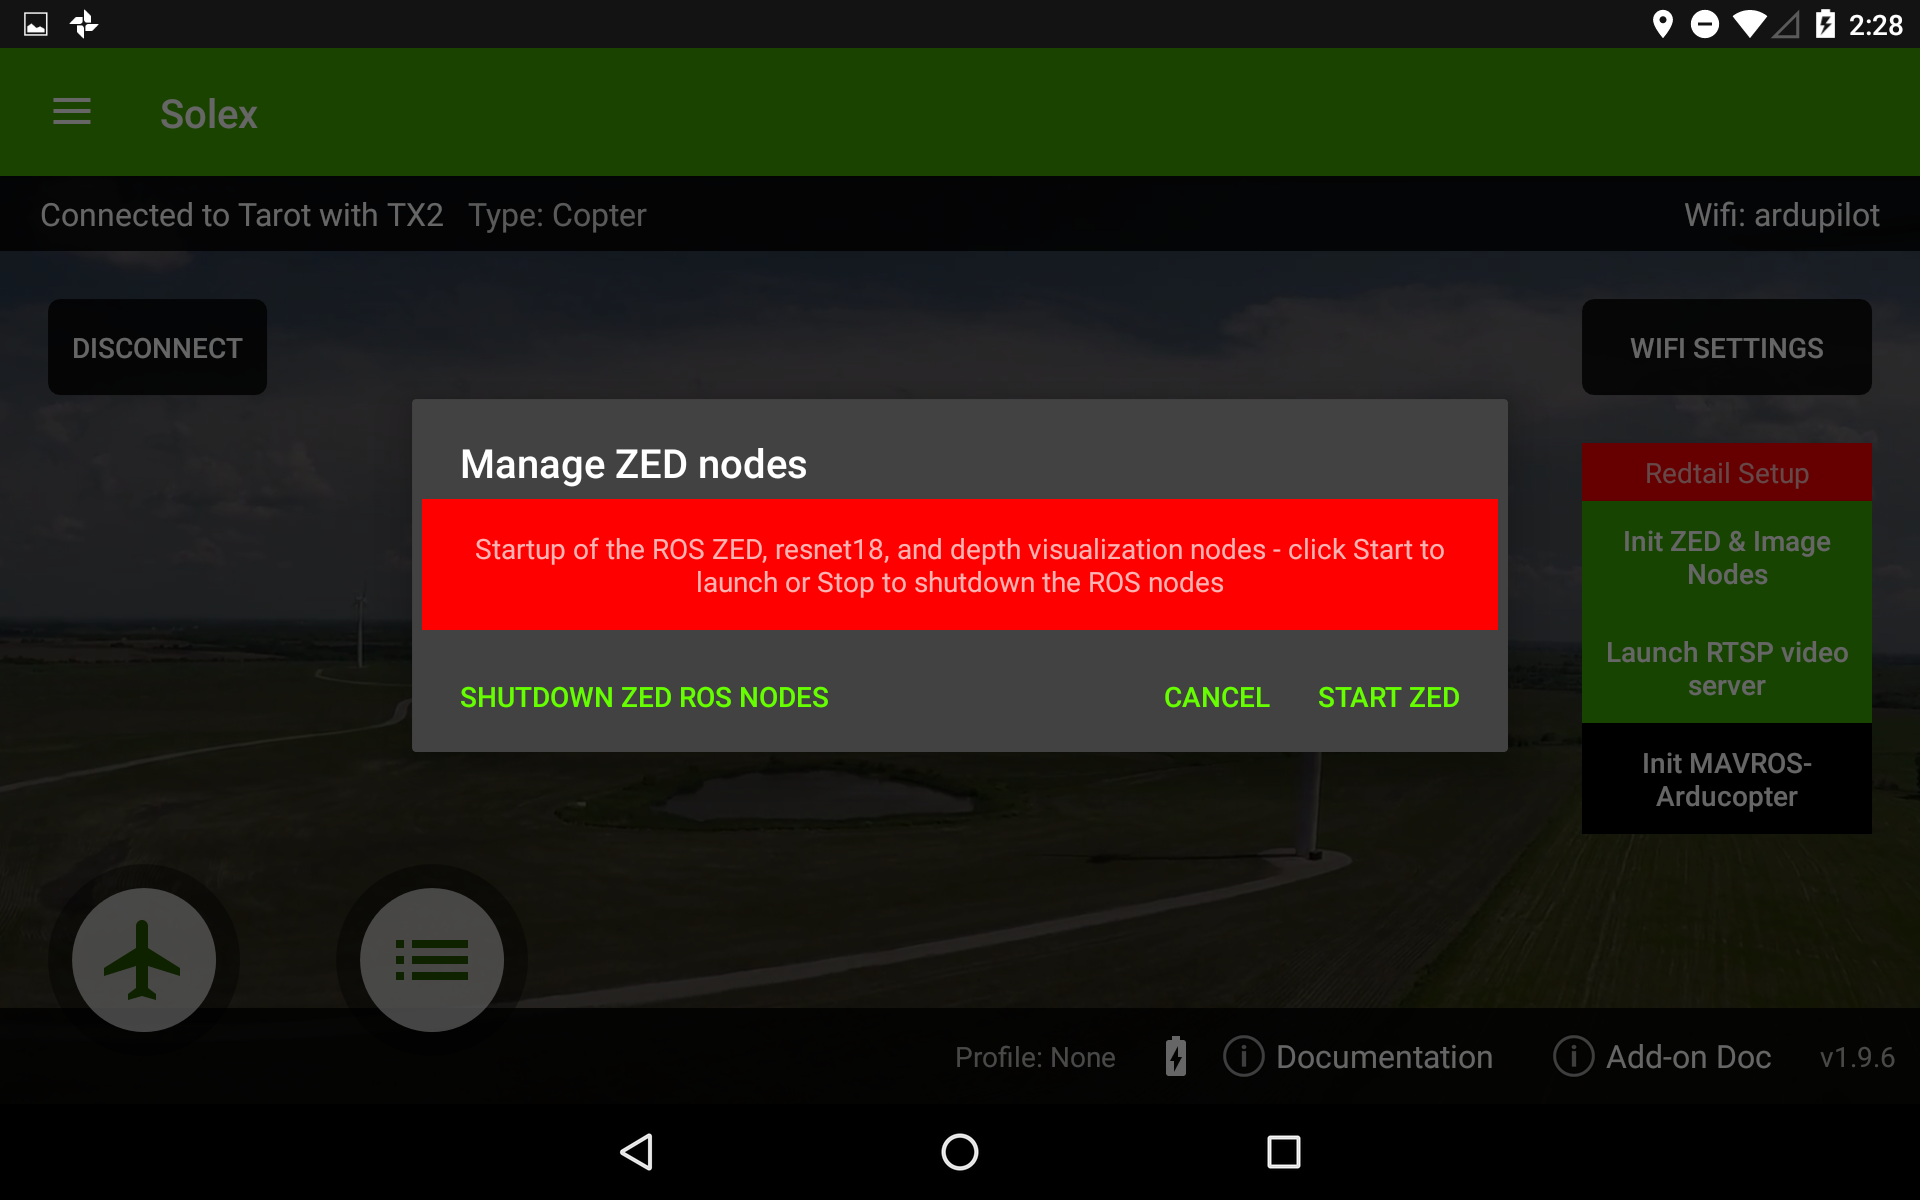 2:28
Solex
Connected to Tarot with TX2 Type: Copter
Wifi: ardupilot
DISCONNECT
WIFI SETTINGS
Manage ZED nodes
Startup of the ROS ZED, resnet18, and depth visualization nodes - click Start to
launch or Stop to shutdown the ROS nodes
SHUTDOWN ZED ROS NODES
CANCEL
START ZED
Redtail Setup
Init ZED & Image
Nodes
Launch RTSP video
server
Init MAVROS-
Arducopter
Profile: None
Documentation
Add-on Doc
v1.9.6